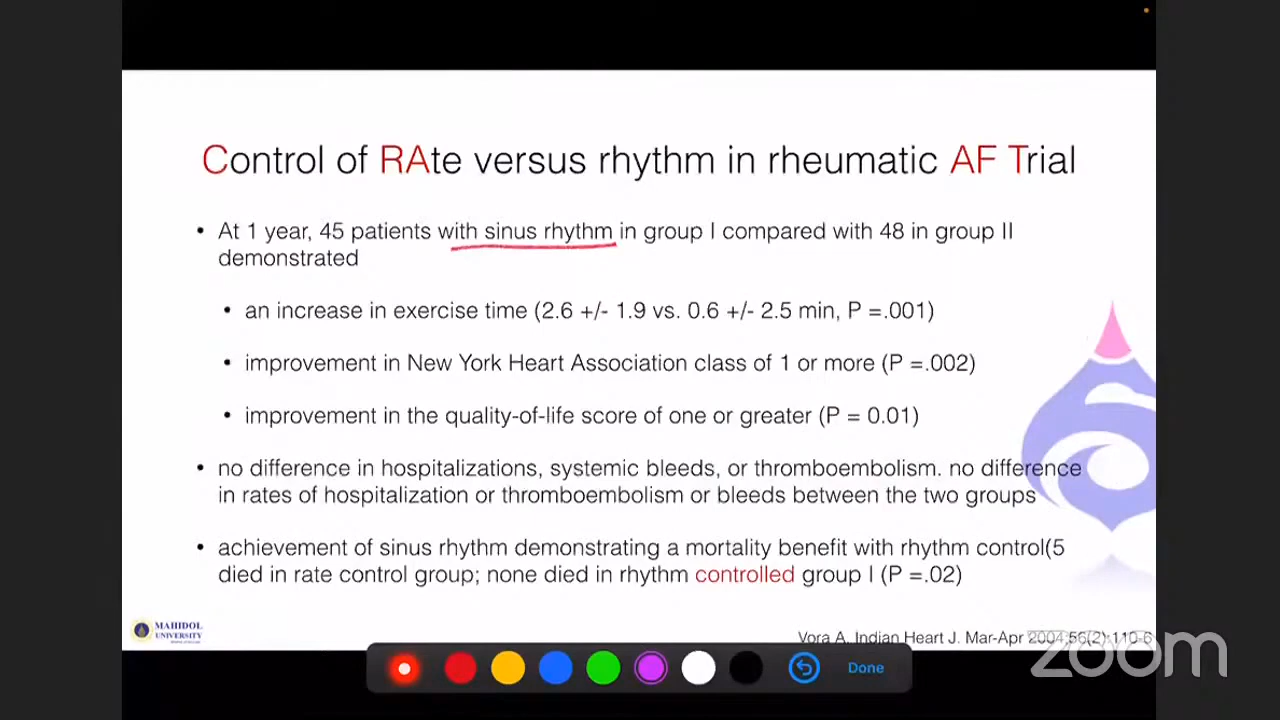 Control of RAte versus rhythm in rheumatic AF Trial
• At 1 year, 45 patients with sinus rhythm in group I compared with 48 in group II
demonstrated
• an increase in exercise time (2.6 +/- 1.9 vs. 0.6 +/- 2.5 min, P =.001)
• improvement in New York Heart Association class of 1 or more (P =.002)
• improvement in the quality-of-life score of one or greater (P = 0.01)
• no difference in hospitalizations, systemic bleeds, or thromboembolism. no difference
in rates of hospitalization or thromboembolism or bleeds between the two groups
• achievement of sinus rhythm demonstrating a mortality benefit with rhythm control(5
died in rate control group; none died in rhythm controlled group I (P =.02)
MAHIDOL
UNIVERSITY
Vora A. Indian Heart J. Mar-Apr 2004;56(2):110-6
zoom
Done